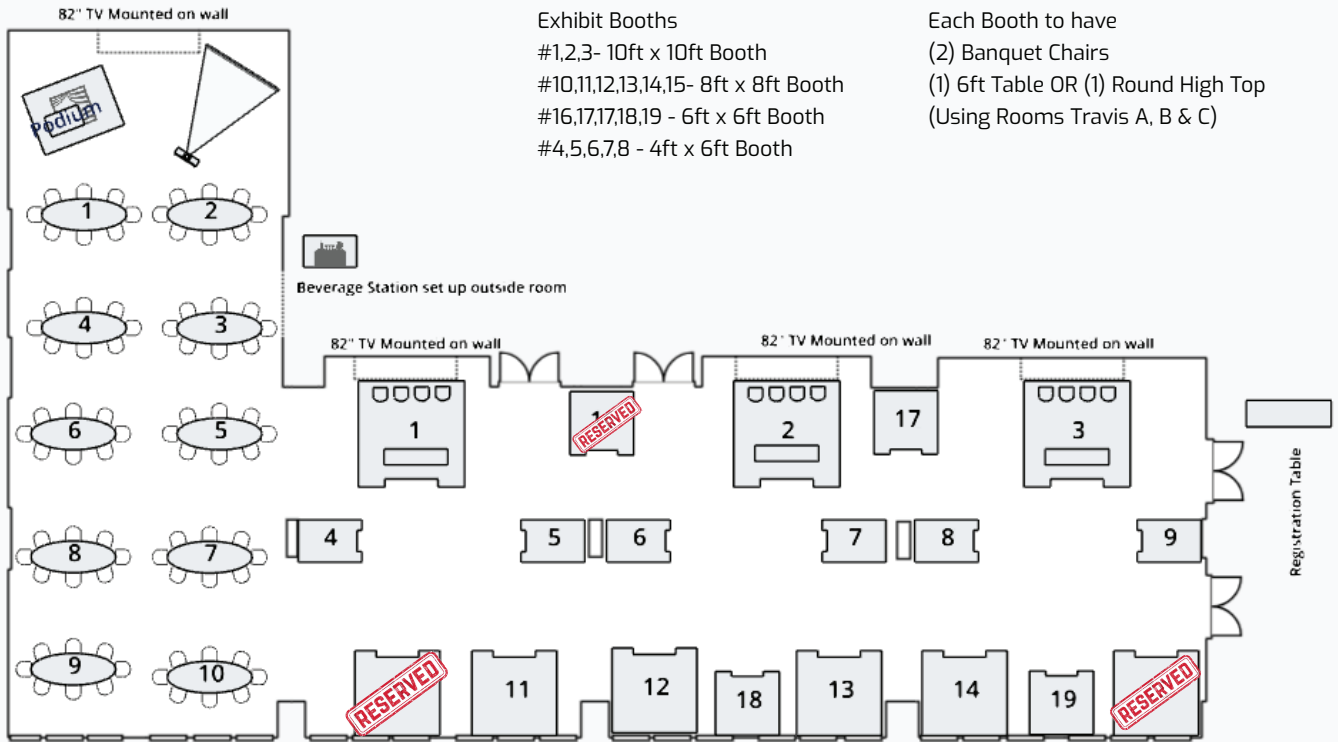 82" TV Mounted on wall
Exhibit Booths
#1,2,3- 10ft x 10ft Booth
#10,11,12,13,14,15- 8ft x 8ft Booth
#16,17,17,18,19 - 6ft x 6ft Booth
#4,5,6,7,8 - 4ft x 6ft Booth
Each Booth to have
(2) Banquet Chairs
(1) 6ft Table OR (1) Round High Top
(Using Rooms Travis A, B & C)
Podium
1
2
Beverage Station set up outside room
4
3
82" TV Mounted on wall
82" TV Mounted on wall
82" TV Mounted on wall
6
5
1
RESERVED
2
17
3
Registration Table
8
7
4
5
6
7
8
9
9
10
RESERVED
11
12
18
13
14
19
RESERVED